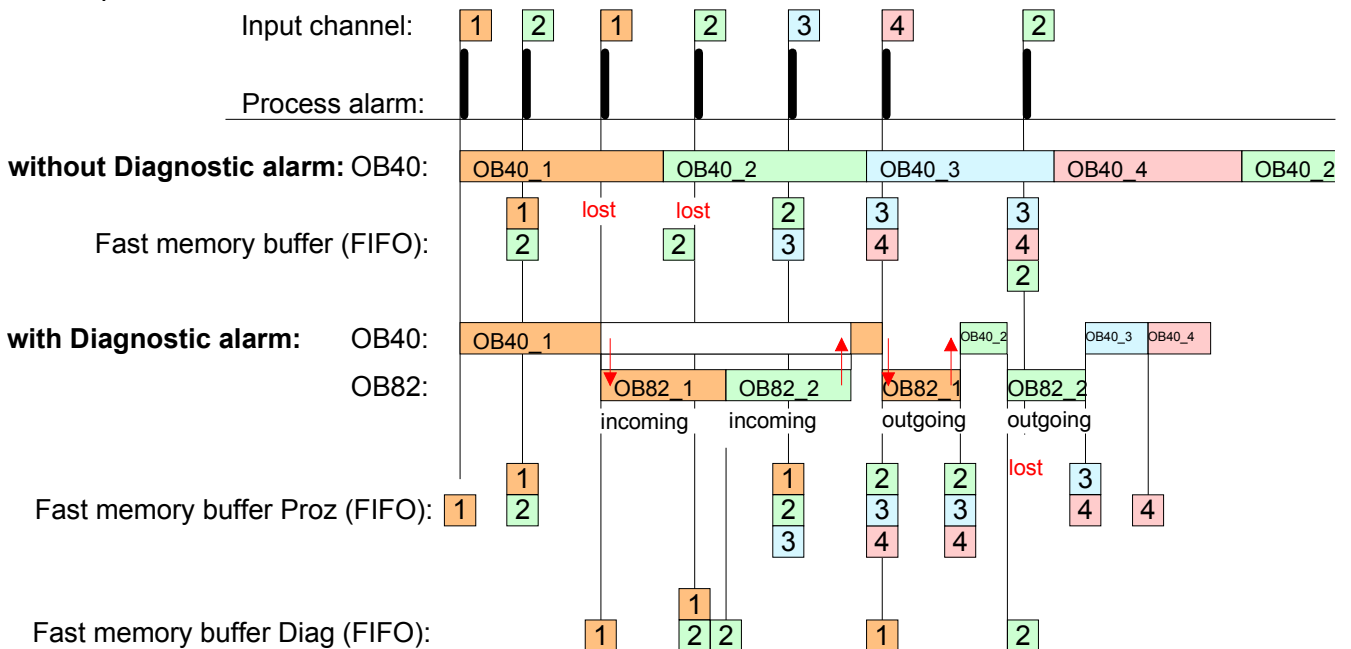 Input channel: 1 2 1 2 3 4 2
Process alarm:
without Diagnostic alarm: OB40: OB40_1 OB40_2 OB40_3 OB40_4 OB40_2
1 lost lost 2 3 3
Fast memory buffer (FIFO): 2 2 3 4 4
2
with Diagnostic alarm: OB40: OB40_1 OB40_2 OB40_3 OB40_4
OB82: OB82_1 OB82_2 OB82_1 OB82_2
incoming incoming outgoing outgoing
1 1 2 2 lost 3
Fast memory buffer Proz (FIFO): 1 2 2 3 3 4 4
3 4 4
1
Fast memory buffer Diag (FIFO): 1 2 2 1 2